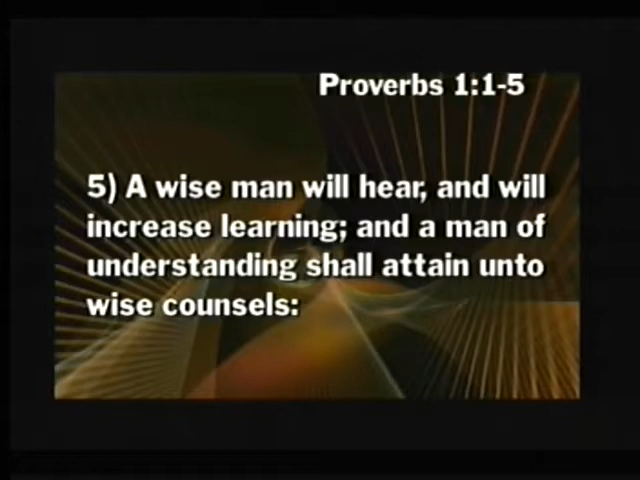 Proverbs 1:1-5
5) A wise man will hear, and will
increase learning; and a man of
understanding shall attain unto
wise counsels: